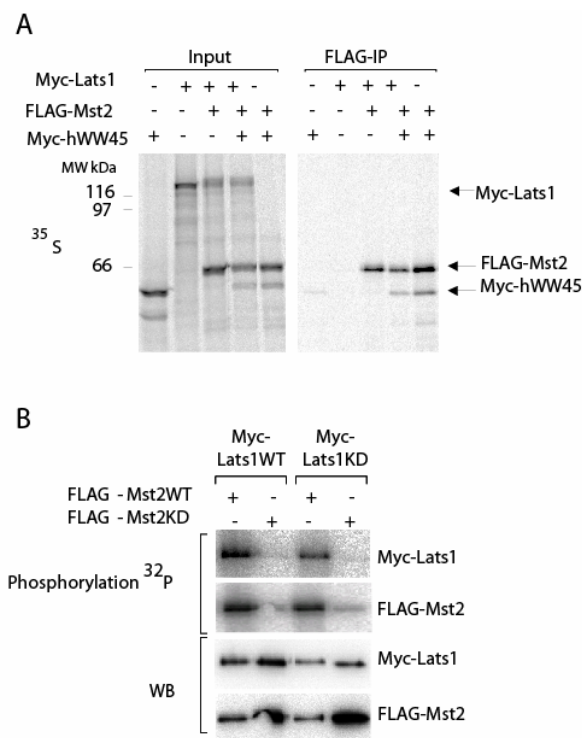 A
Input FLAG-IP
Myc-Lats1 - + + + - - + + + -
FLAG-Mst2 - - + + + - - + + +
Myc-hWW45 + - - + + + - - + +
MW kDa
116
97
66
35 S
Myc-Lats1
FLAG-Mst2
Myc-hWW45
B
Myc- Myc-
Lats1WT Lats1KD
FLAG - Mst2WT + - + -
FLAG - Mst2KD - + - +
Phosphorylation 32P
Myc-Lats1
FLAG-Mst2
WB
Myc-Lats1
FLAG-Mst2